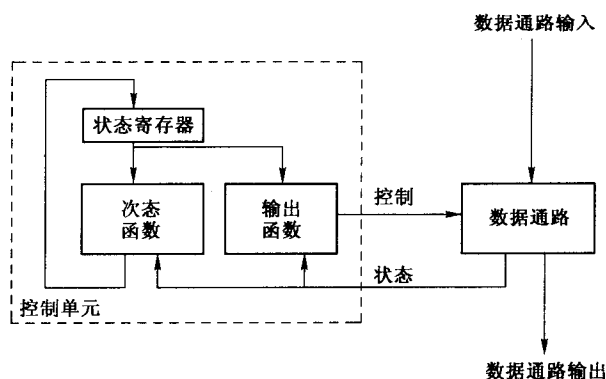 数据通路输入
状态寄存器
次态
函数
输出
函数
控制
数据通路
状态
控制单元
数据通路输出